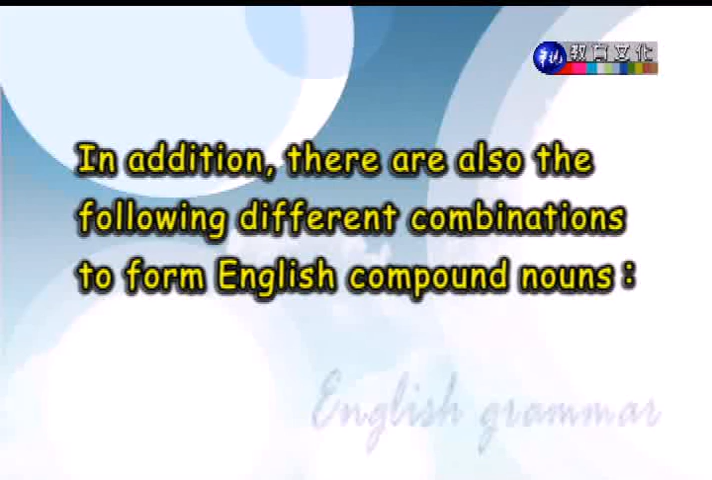 教育文化
In addition, there are also the
following different combinations
to form English compound nouns：
English grammar